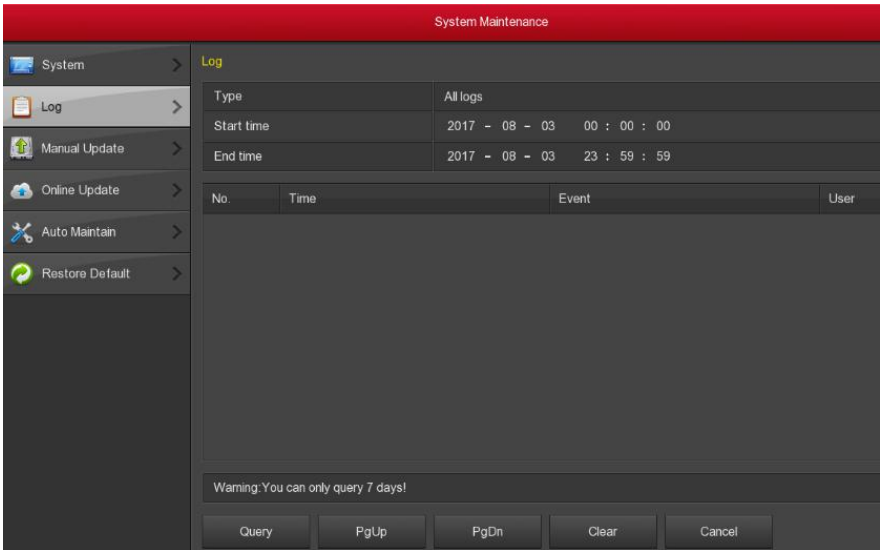 System Maintenance
System
Log
Manual Update
Online Update
Auto Maintain
Restore Default
Log
Type All logs
Start time 2017 - 08 - 03 00 : 00 : 00
End time 2017 - 08 - 03 23 : 59 : 59
No. Time Event User
Warning:You can only query 7 days!
Query PgUp PgDn Clear Cancel